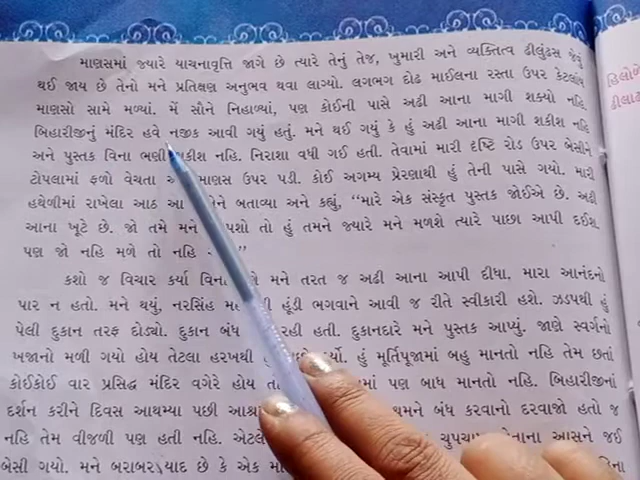 માણસમાં જ્યારે યાચનાવૃત્તિ જાગે છે ત્યારે તેનું તેજ, ખુમારી અને વ્યક્તિત્વ ઢીલુંઢસ જેવું
થઈ જાય છે તેનો મને પ્રતિક્ષણ અનુભવ થવા લાગ્યો. લગભગ દોઢ માઈલના રસ્તા ઉપર કેટલાય
માણસો સામે મળ્યાં. મેં સૌને નિહાળ્યાં, પણ કોઈની પાસે અઢી આના માગી શક્યો નહિ
બિહારીજીનું મંદિર હવે નજીક આવી ગયું હતું. મને થઈ ગયું કે હું અઢી આના માગી શકીશ નહિ
અને પુસ્તક વિના ભણી શકીશ નહિ. નિરાશા વધી ગઈ હતી. તેવામાં મારી દૃષ્ટિ રોડ ઉપર બેસીને
ટોપલામાં ફળો વેચતા માણસ ઉપર પડી. કોઈ અગમ્ય પ્રેરણાથી હું તેની પાસે ગયો. મારી
હથેળીમાં રાખેલા આઠ બતાવ્યા અને કહ્યું, “મારે એક સંસ્કૃત પુસ્તક જોઈએ છે. અઢી
આના ખૂટે છે. જો તમે તો હું તમને જ્યારે મને મળશે ત્યારે પાછા આપી દઈશ
પણ જો નહિ મળે તો નહિ ”
કશો જ વિચાર કર્યા વિના મને તરત જ અઢી આના આપી દીધા. મારા આનંદનો
પાર ન હતો. મને થયું, નરસિંહ હૂંડી ભગવાને આવી જ રીતે સ્વીકારી હશે. ઝડપથી હું
પેલી દુકાન તરફ દોડ્યો. દુકાન બંધ રહી હતી. દુકાનદારે મને પુસ્તક આપ્યું. જાણે સ્વર્ગનો
ખજાનો મળી ગયો હોય તેટલા હરખથી હું મૂર્તિપૂજામાં બહુ માનતો નહિ તેમ છતાં
કોઈકોઈ વાર પ્રસિદ્ધ મંદિર વગેરે હોય પણ બાધ માનતો નહિ. બિહારીજીનાં
દર્શન કરીને દિવસ આથમ્યા પછી બંધ કરવાનો દરવાજો હતો જ
નહિ તેમ વીજળી પણ હતી નહિ. ચુપચાપ આસને જઈ
બેસી ગયો. મને બરાબર યાદ છે કે એક